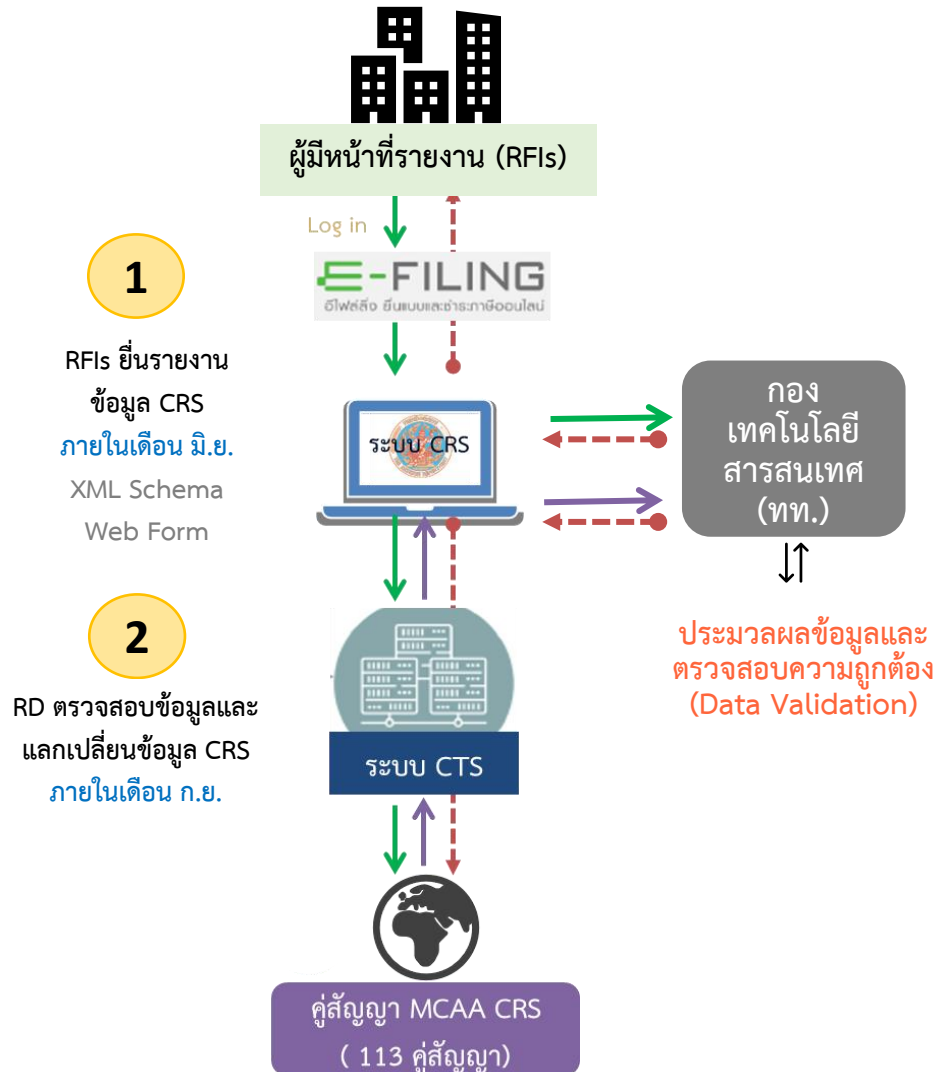 ผู้มีหน้าที่รายงาน (RFIs)
Log in
E-FILING
อีไฟล์ลิ่ง ยื่นแบบและชำระภาษีออนไลน์
1
RFIs ยื่นรายงาน
ข้อมูล CRS
ภายในเดือน มิ.ย.
XML Schema
Web Form
ระบบ CRS
กอง
เทคโนโลยี
สารสนเทศ
(ทท.)
ประมวลผลข้อมูลและ
ตรวจสอบความถูกต้อง
(Data Validation)
2
RD ตรวจสอบข้อมูลและ
แลกเปลี่ยนข้อมูล CRS
ภายในเดือน ก.ย.
ระบบ CTS
คู่สัญญา MCAA CRS
( 113 คู่สัญญา)